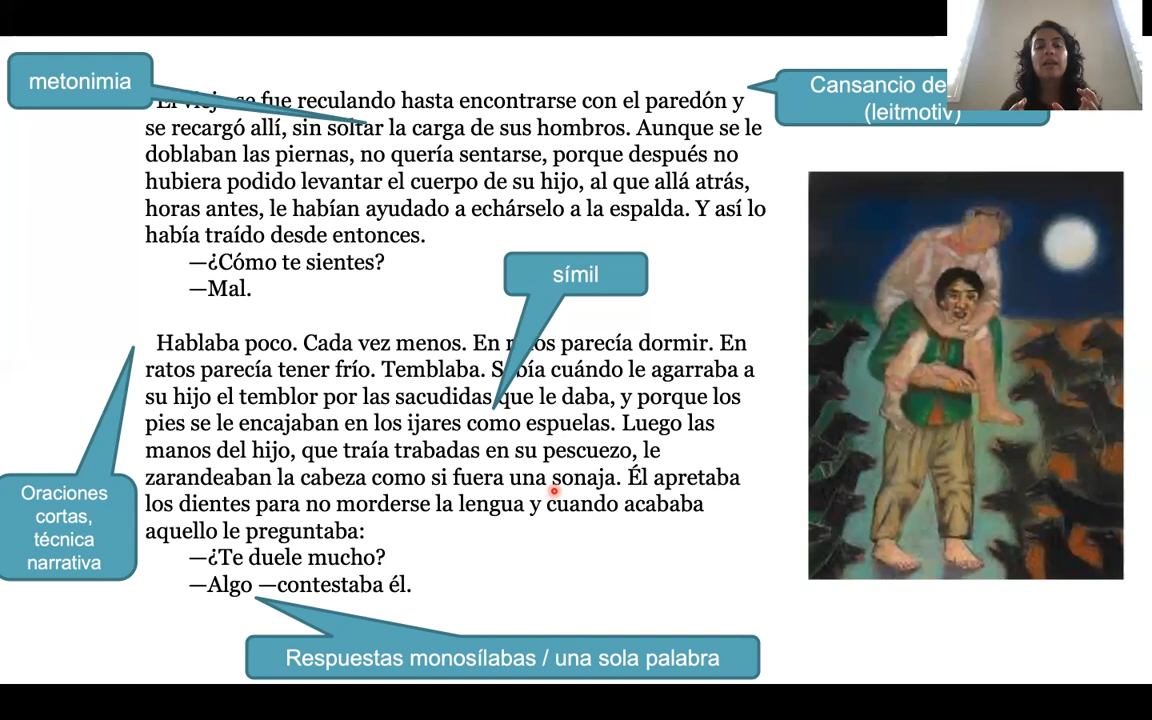 metonimia
Cansancio de
(leitmotiv)
El viejo se fue reculando hasta encontrarse con el paredón y
se recargó allí, sin soltar la carga de sus hombros. Aunque se le
doblaban las piernas, no quería sentarse, porque después no
hubiera podido levantar el cuerpo de su hijo, al que allá atrás,
horas antes, le habían ayudado a echárselo a la espalda. Y así lo
había traído desde entonces.
—¿Cómo te sientes?
—Mal.
símil
Hablaba poco. Cada vez menos. En ratos parecía dormir. En
ratos parecía tener frío. Temblaba. Sabía cuándo le agarraba a
su hijo el temblor por las sacudidas que le daba, y porque los
pies se le encajaban en los ijares como espuelas. Luego las
manos del hijo, que traía trabadas en su pescuezo, le
zarandeaban la cabeza como si fuera una sonaja. Él apretaba
los dientes para no morderse la lengua y cuando acababa
aquello le preguntaba:
—¿Te duele mucho?
—Algo —contestaba él.
Oraciones
cortas,
técnica
narrativa
Respuestas monosílabas / una sola palabra